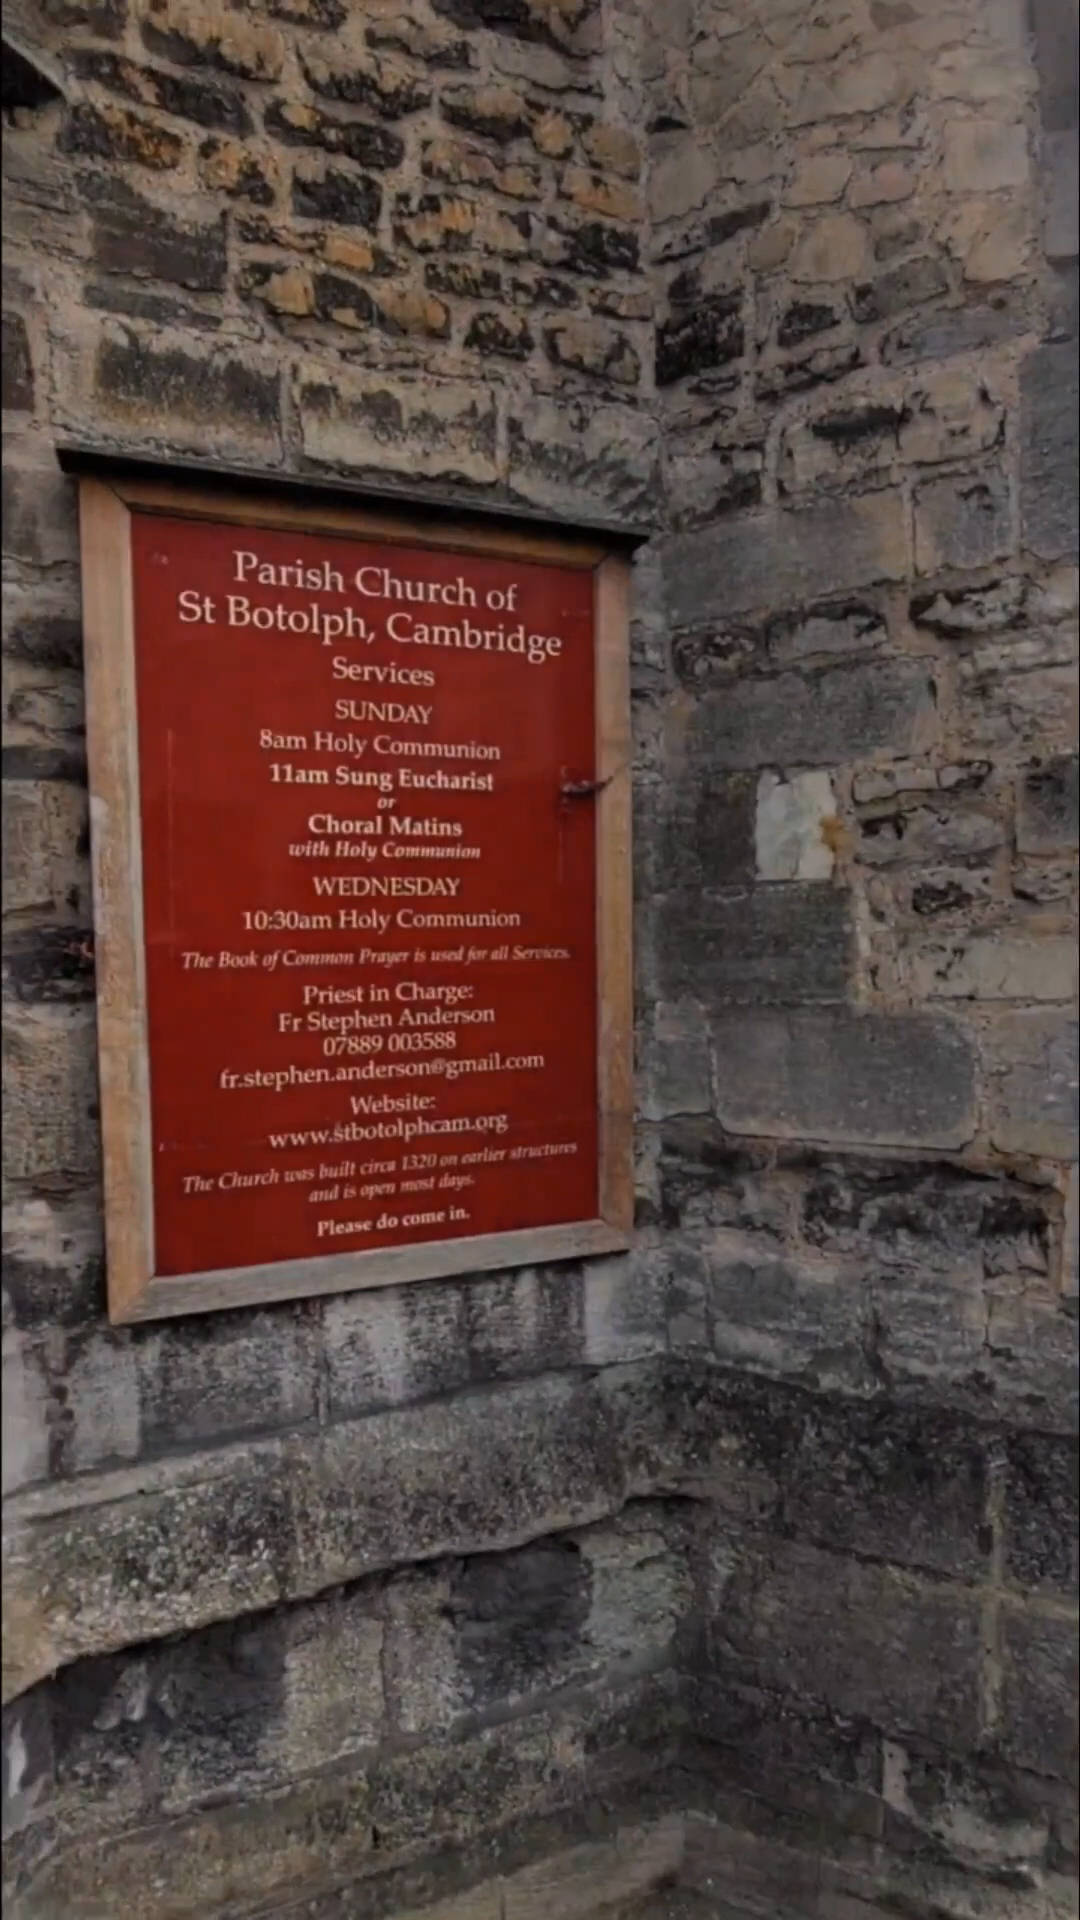 Parish Church of
St Botolph, Cambridge
Services
SUNDAY
8am Holy Communion
11am Sung Eucharist
or
Choral Matins
with Holy Communion
WEDNESDAY
10:30am Holy Communion
The Book of Common Prayer is used for all Services.
Priest in Charge:
Fr Stephen Anderson
07889 003588
fr.stephen.anderson@gmail.com
Website:
www.stbotolphcam.org
The Church was built circa 1320 on earlier structures
and is open most days.
Please do come in.